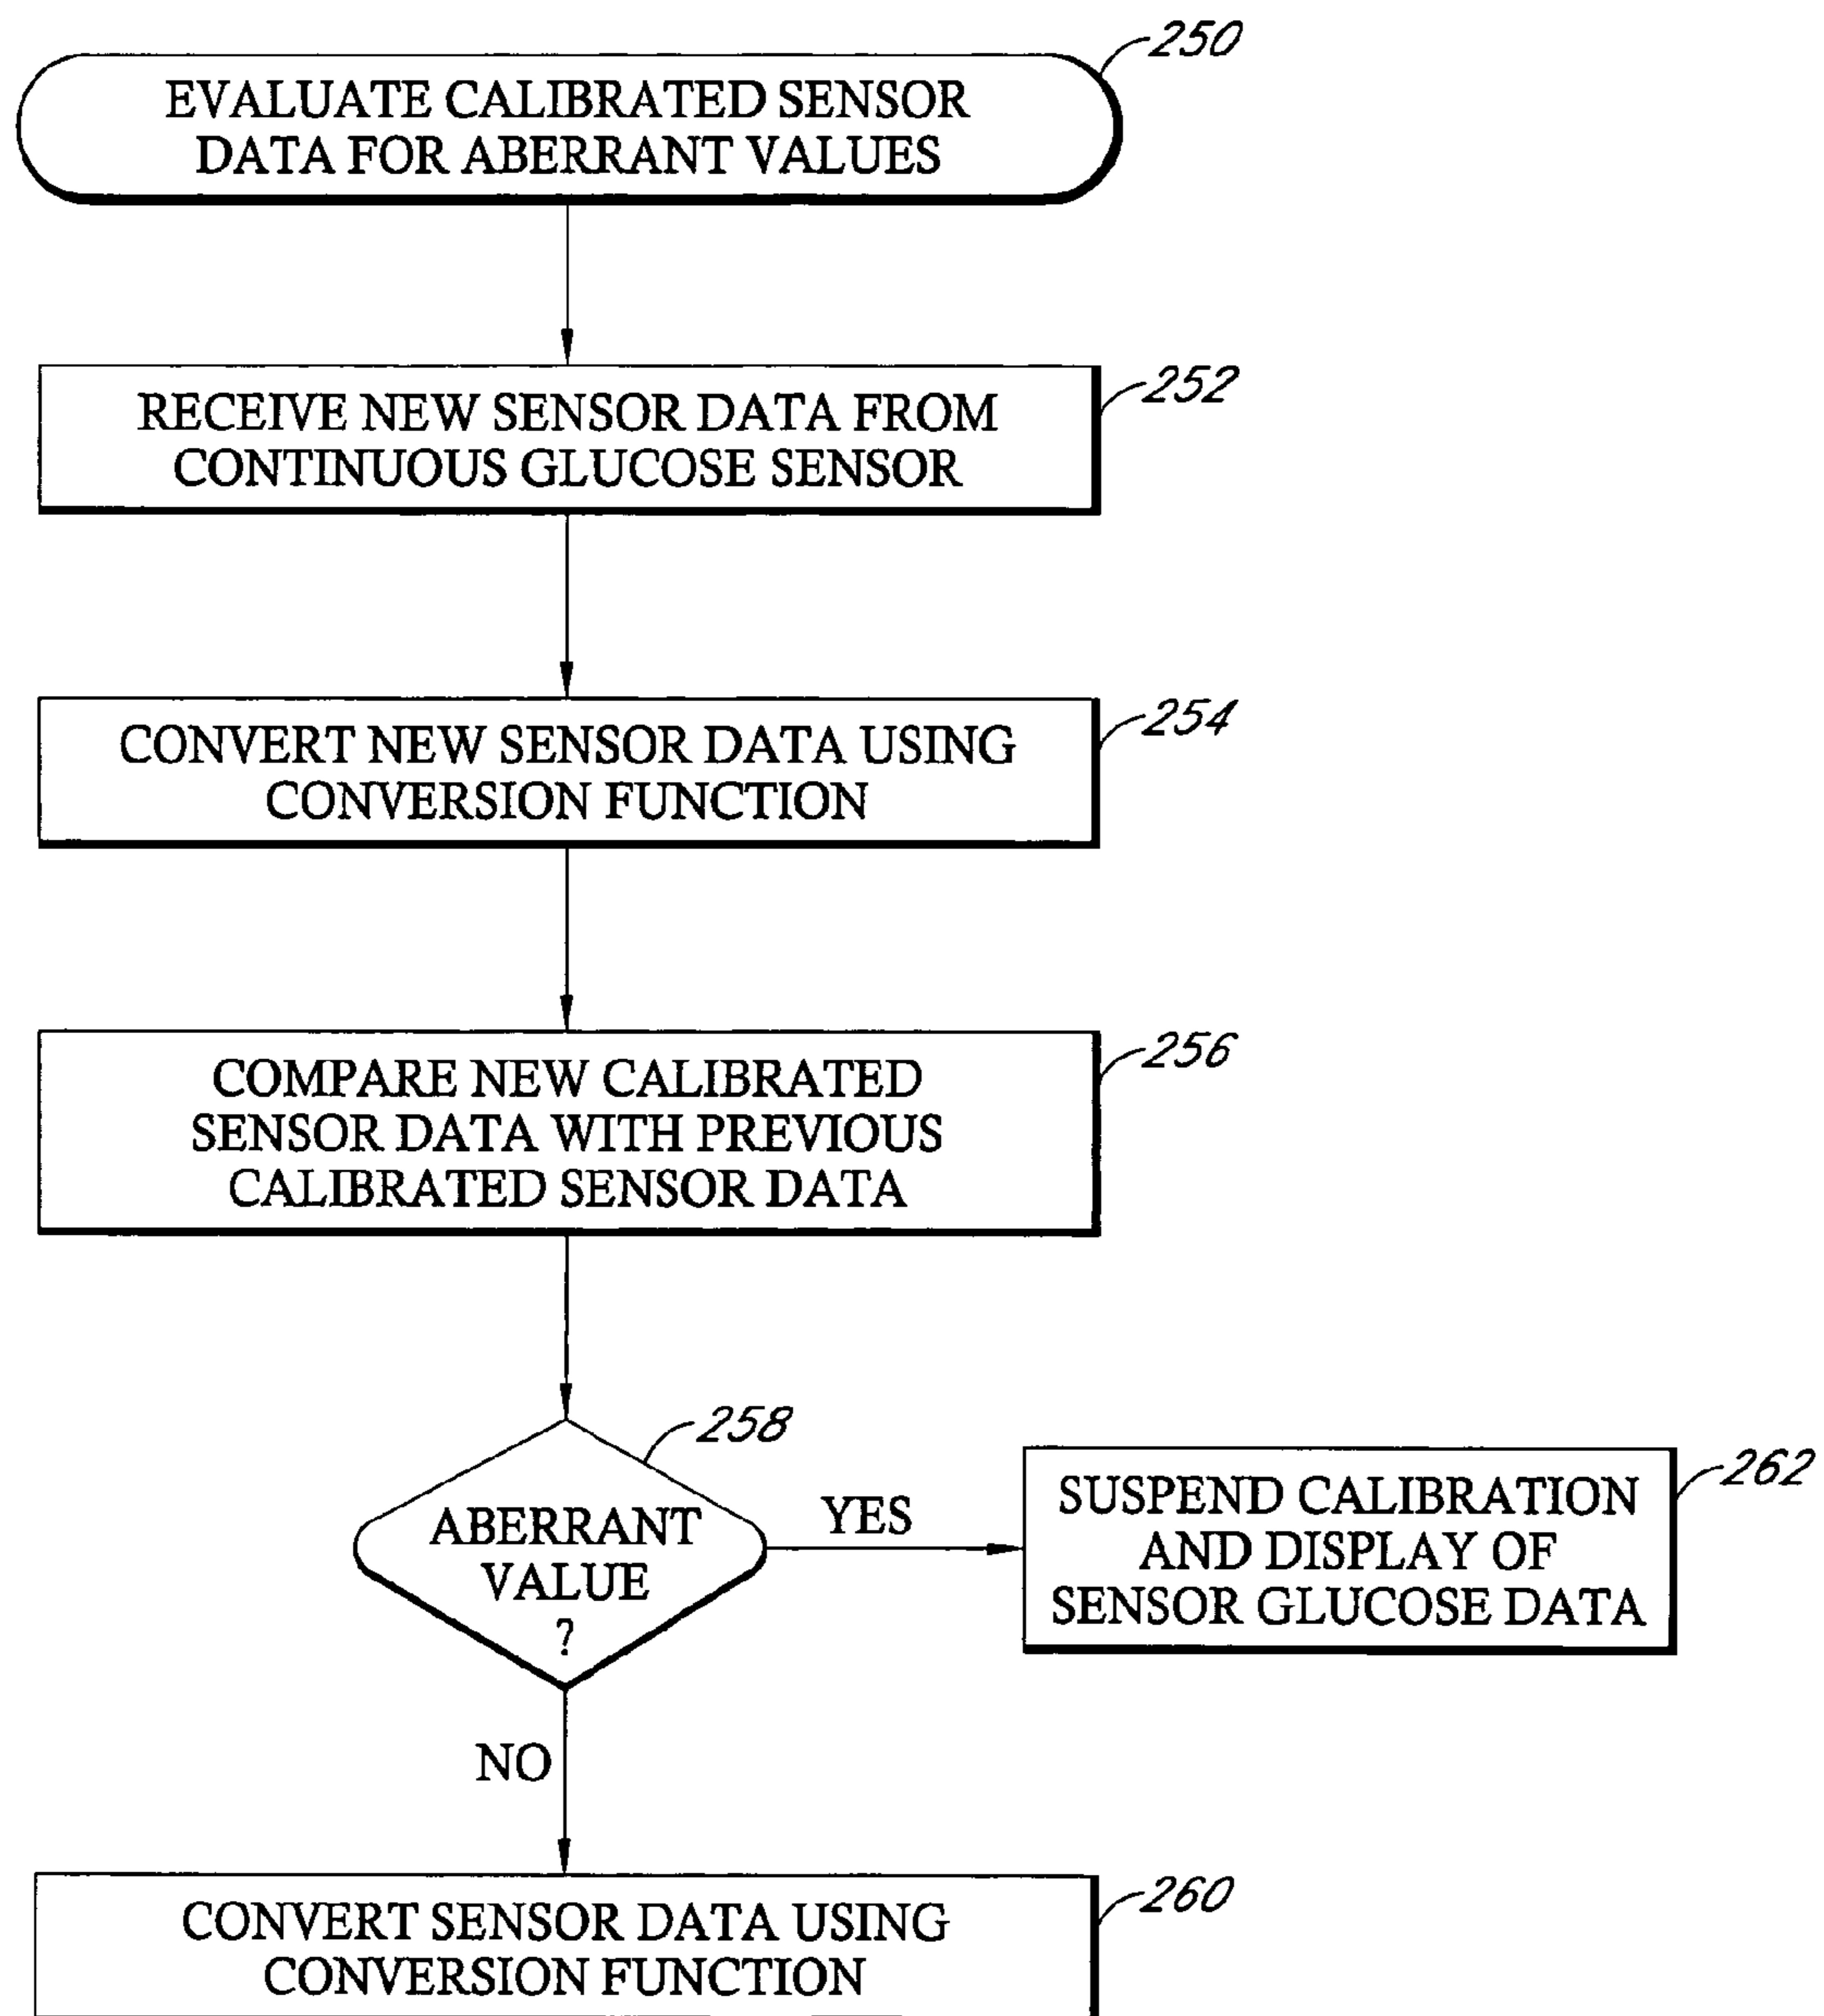 250
EVALUATE CALIBRATED SENSOR
DATA FOR ABERRANT VALUES
252
RECEIVE NEW SENSOR DATA FROM
CONTINUOUS GLUCOSE SENSOR
254
CONVERT NEW SENSOR DATA USING
CONVERSION FUNCTION
256
COMPARE NEW CALIBRATED
SENSOR DATA WITH PREVIOUS
CALIBRATED SENSOR DATA
258
ABERRANT
VALUE
?
YES
262
SUSPEND CALIBRATION
AND DISPLAY OF
SENSOR GLUCOSE DATA
NO
260
CONVERT SENSOR DATA USING
CONVERSION FUNCTION